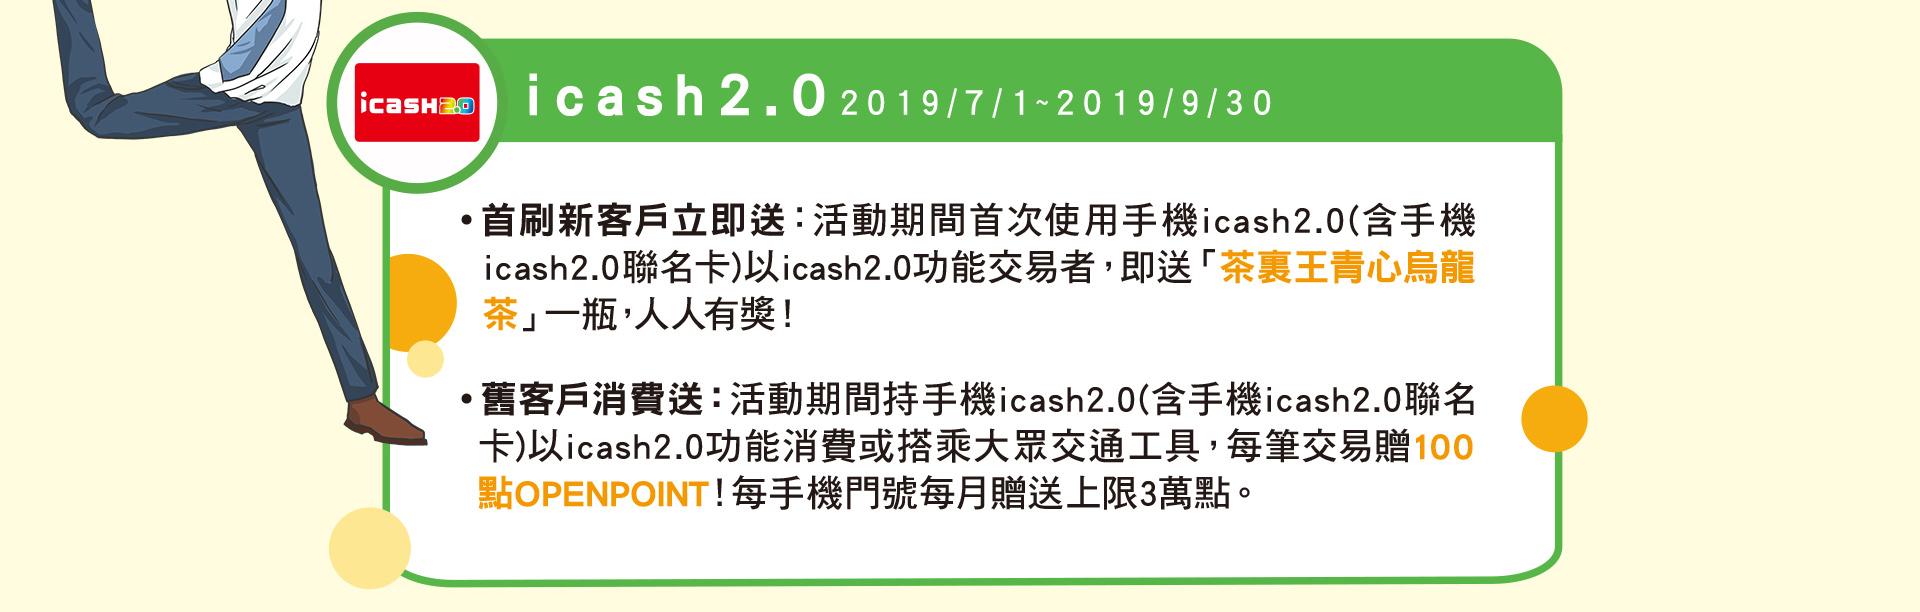 icash2.0
icash2.0 2019/7/1~2019/9/30
•首刷新客戶立即送：活動期間首次使用手機icash2.0(含手機
icash2.0聯名卡)以icash2.0功能交易者，即送「茶裏王青心烏龍
茶」一瓶，人人有獎！
•舊客戶消費送：活動期間持手機icash2.0(含手機icash2.0聯名
卡)以icash2.0功能消費或搭乘大眾交通工具，每筆交易贈100
點OPENPOINT！每手機門號每月贈送上限3萬點。